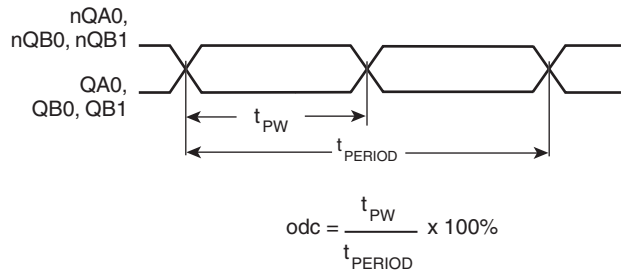 nQA0,
nQB0, nQB1
QA0,
QB0, QB1
tPW
tPERIOD
odc = tPW / tPERIOD x 100%